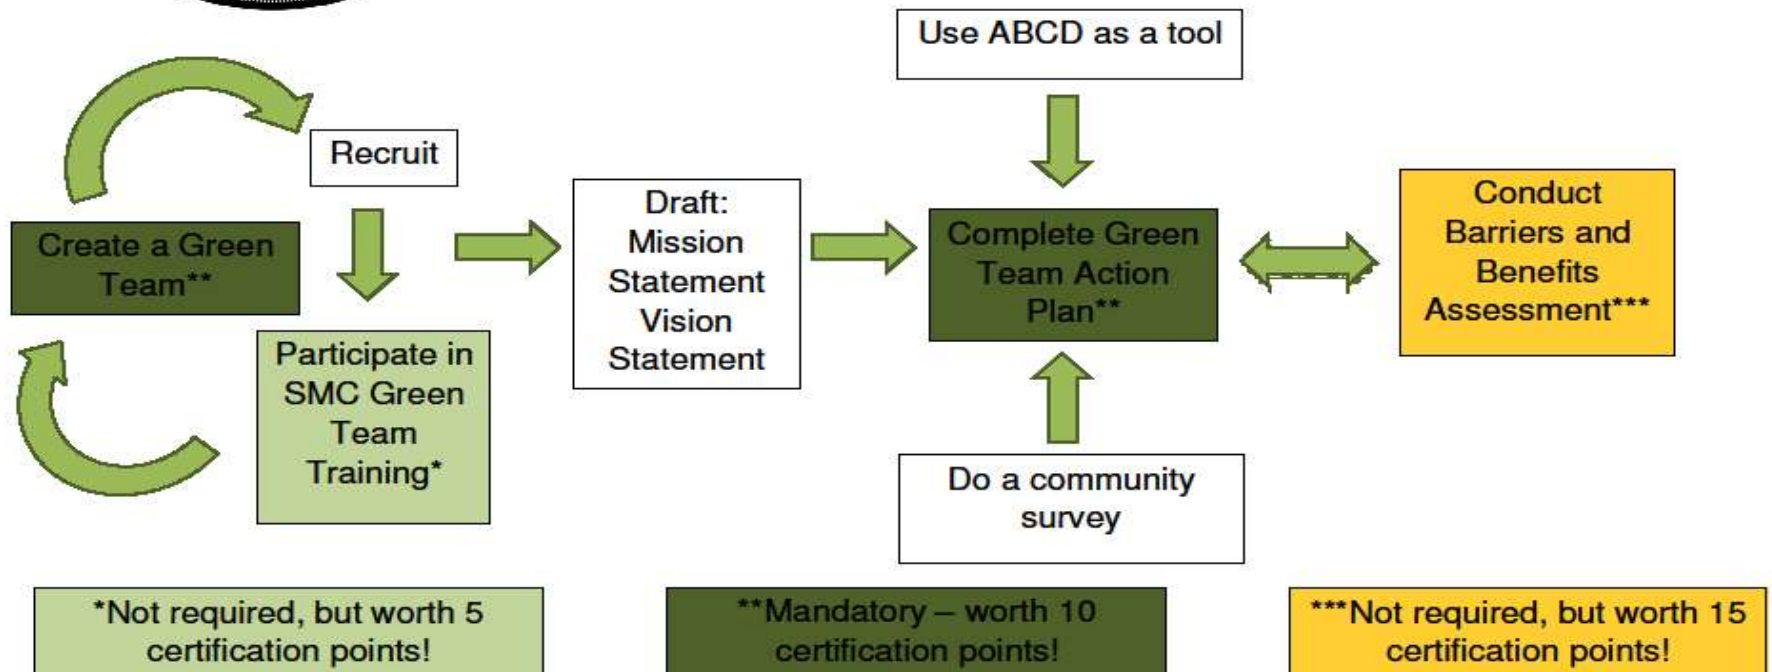 Use ABCD as a tool
Recruit
Create a Green
Team**
Participate in
SMC Green
Team
Training*
Draft:
Mission
Statement
Vision
Statement
Complete Green
Team Action
Plan**
Conduct
Barriers and
Benefits
Assessment***
Do a community
survey
*Not required, but worth 5
certification points!
**Mandatory – worth 10
certification points!
***Not required, but worth 15
certification points!